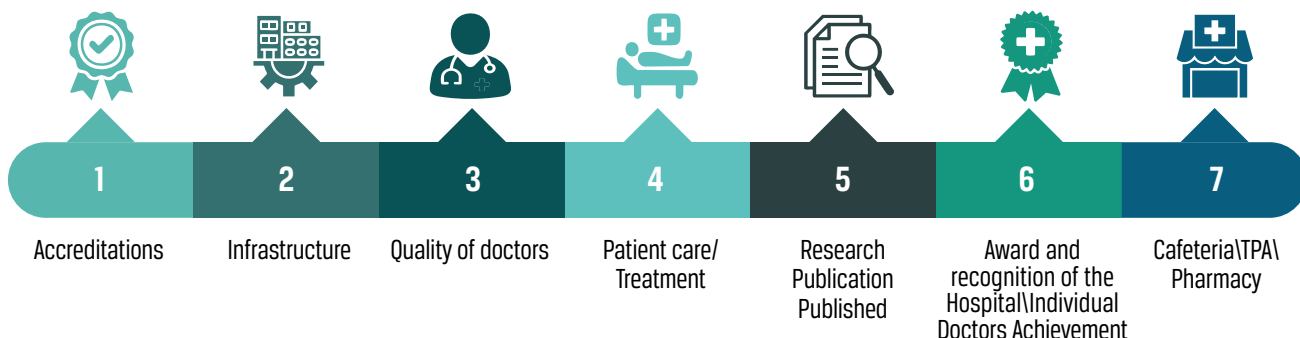 1 2 3 4 5 6 7
Accreditations
Infrastructure
Quality of doctors
Patient care/
Treatment
Research
Publication
Published
Award and
recognition of the
Hospital\Individual
Doctors Achievement
Cafeteria\TPA\
Pharmacy